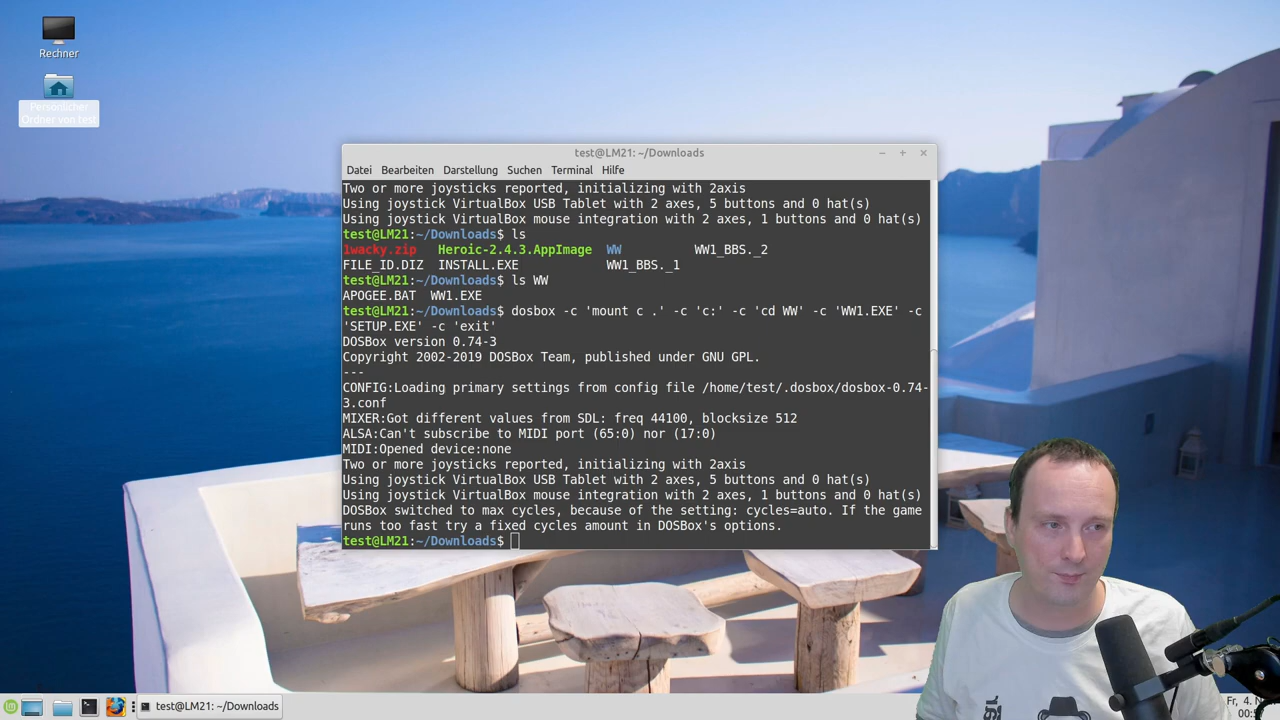 Rechner
Persönlicher
Ordner von test
test@LM21: ~/Downloads
Datei Bearbeiten Darstellung Suchen Terminal Hilfe
Two or more joysticks reported, initializing with 2axis
Using joystick VirtualBox USB Tablet with 2 axes, 5 buttons and 0 hat(s)
Using joystick VirtualBox mouse integration with 2 axes, 1 buttons and 0 hat(s)
test@LM21:~/Downloads$ ls
1wacky.zip Heroic-2.4.3.AppImage WW WW1_BBS._2
FILE_ID.DIZ INSTALL.EXE WW1_BBS._1
test@LM21:~/Downloads$ ls WW
APOGEE.BAT WW1.EXE
test@LM21:~/Downloads$ dosbox -c 'mount c .' -c 'c:' -c 'cd WW' -c 'WW1.EXE' -c
'SETUP.EXE' -c 'exit'
DOSBox version 0.74-3
Copyright 2002-2019 DOSBox Team, published under GNU GPL.
---
CONFIG:Loading primary settings from config file /home/test/.dosbox/dosbox-0.74-
3.conf
MIXER:Got different values from SDL: freq 44100, blocksize 512
ALSA:Can't subscribe to MIDI port (65:0) nor (17:0)
MIDI:Opened device:none
Two or more joysticks reported, initializing with 2axis
Using joystick VirtualBox USB Tablet with 2 axes, 5 buttons and 0 hat(s)
Using joystick VirtualBox mouse integration with 2 axes, 1 buttons and 0 hat(s)
DOSBox switched to max cycles, because of the setting: cycles=auto. If the game
runs too fast try a fixed cycles amount in DOSBox's options.
test@LM21:~/Downloads$
test@LM21: ~/Downloads
Fr, 4.